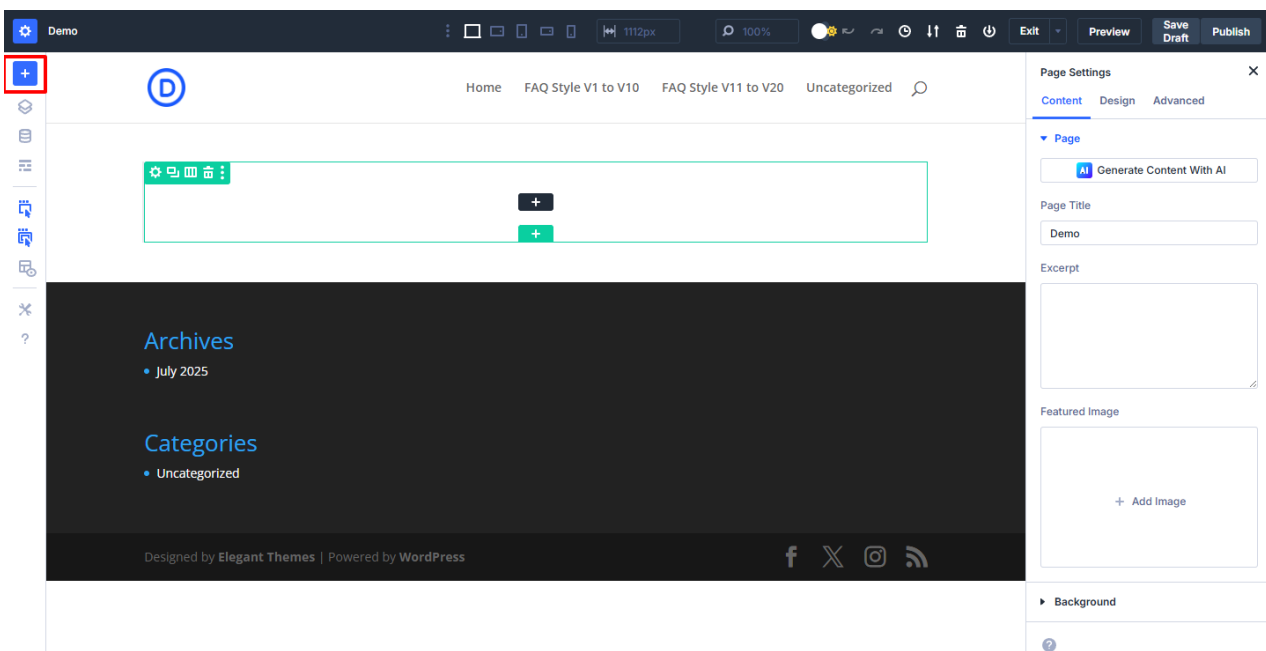 Demo
1112px
100%
Exit
Preview
Save Draft
Publish
D
Home FAQ Style V1 to V10 FAQ Style V11 to V20 Uncategorized
Archives
July 2025
Categories
Uncategorized
Designed by Elegant Themes | Powered by WordPress
Page Settings
Content Design Advanced
Page
AI Generate Content With AI
Page Title
Demo
Excerpt
Featured Image
+ Add Image
Background